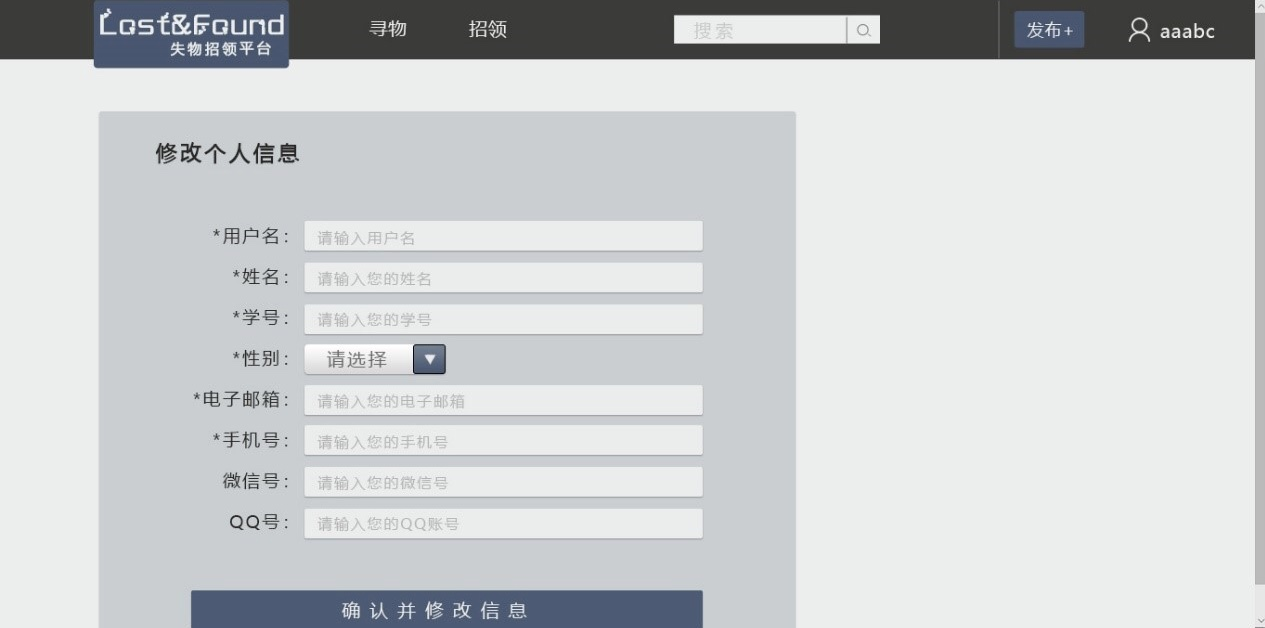 Lost&Found
失物招领平台
寻物 招领 搜索 发布+ aaabc
修改个人信息
*用户名: 请输入用户名
*姓名: 请输入您的姓名
*学号: 请输入您的学号
*性别: 请选择
*电子邮箱: 请输入您的电子邮箱
*手机号: 请输入您的手机号
微信号: 请输入您的微信号
QQ号: 请输入您的QQ账号
确认并修改信息